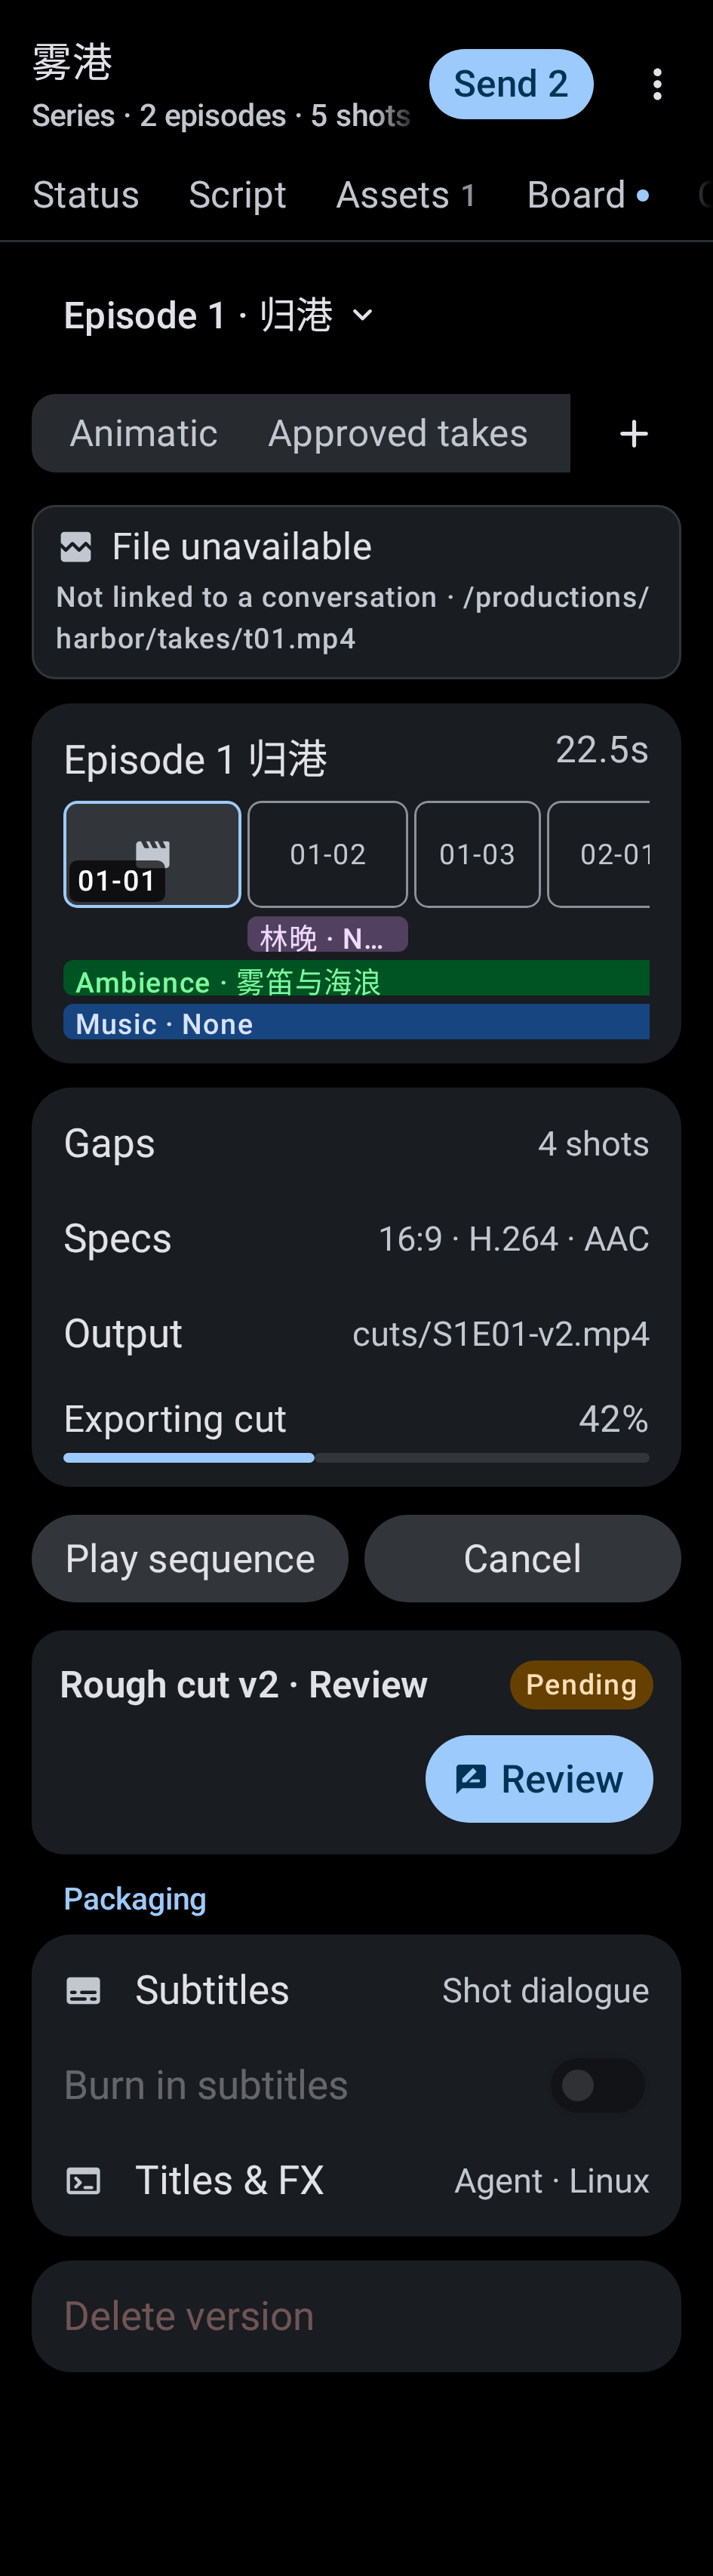 雾港
Send 2
Series · 2 episodes · 5 shots
Status Script Assets 1 Board
Episode 1 · 归港
Animatic Approved takes
File unavailable
Not linked to a conversation · /productions/
harbor/takes/t01.mp4
Episode 1 归港 22.5s
01-01 01-02 01-03 02-01
林晚 · N…
Ambience · 雾笛与海浪
Music · None
Gaps 4 shots
Specs 16:9 · H.264 · AAC
Output cuts/S1E01-v2.mp4
Exporting cut 42%
Play sequence Cancel
Rough cut v2 · Review Pending
Review
Packaging
Subtitles Shot dialogue
Burn in subtitles
Titles & FX Agent · Linux
Delete version